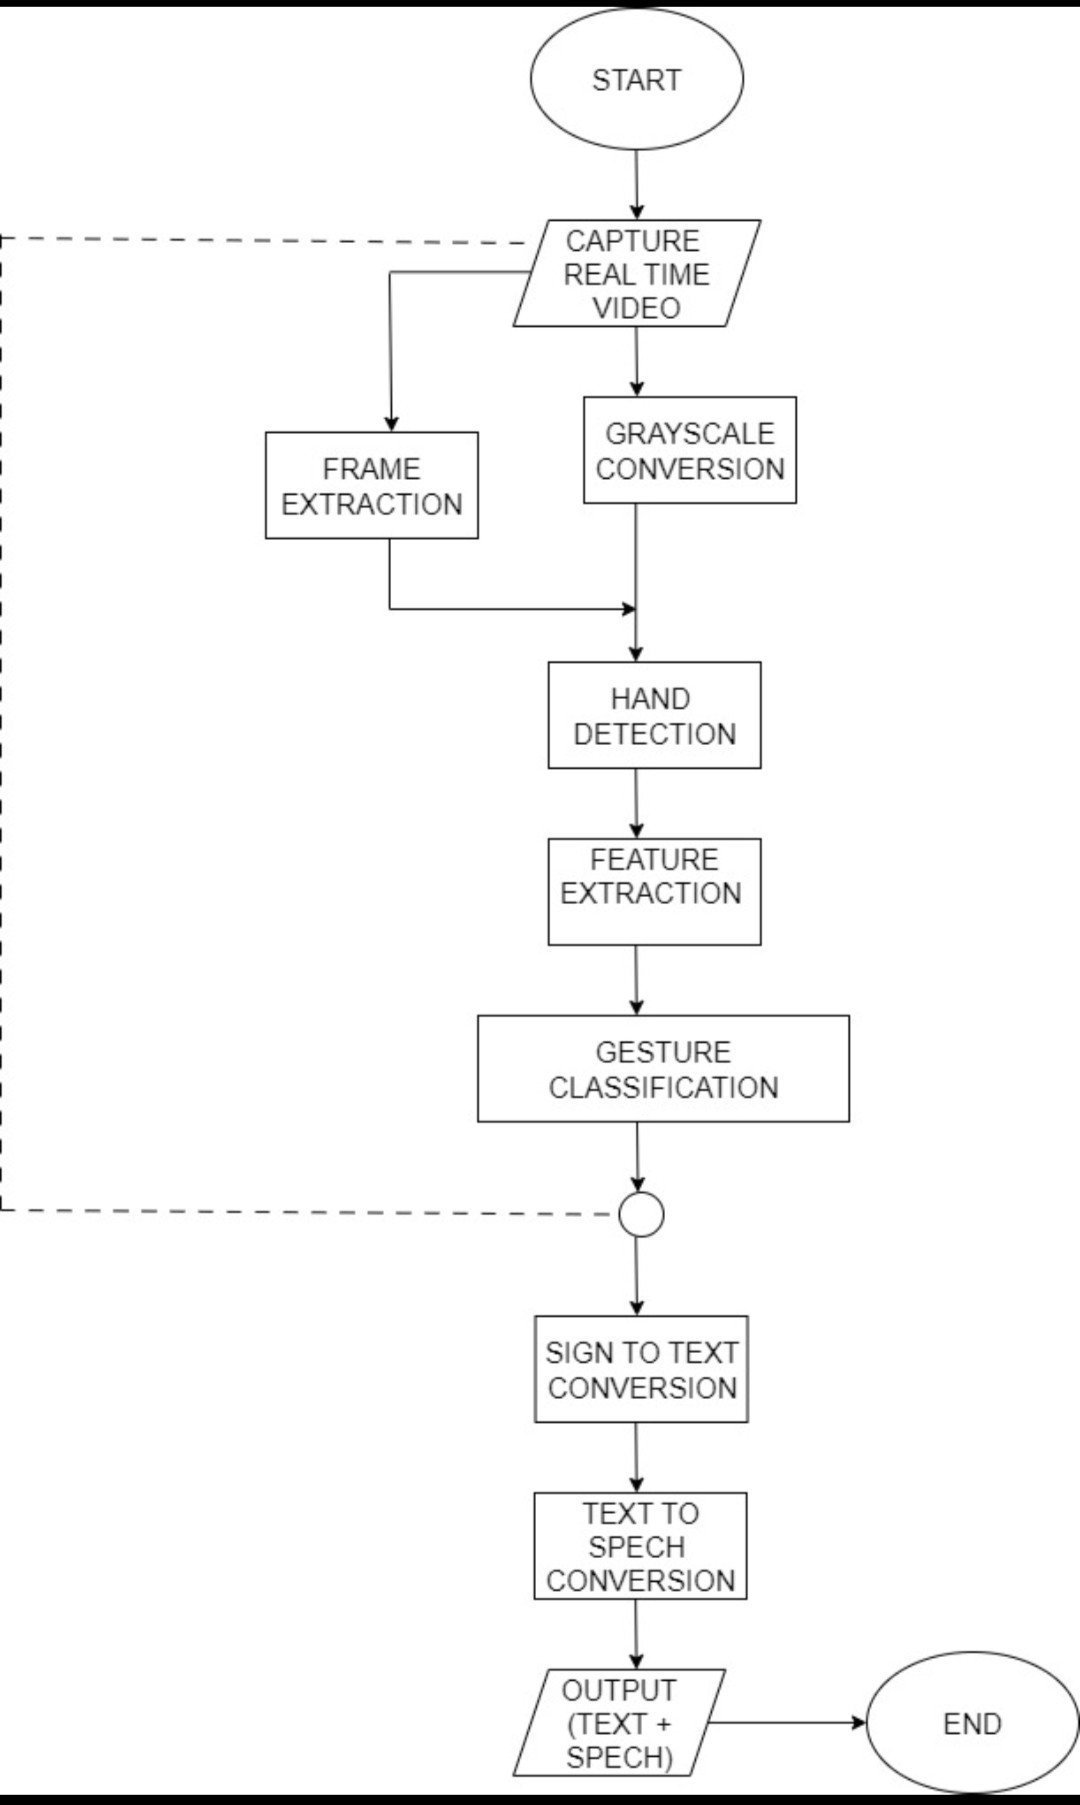 START
CAPTURE
REAL TIME
VIDEO
FRAME
EXTRACTION
GRAYSCALE
CONVERSION
HAND
DETECTION
FEATURE
EXTRACTION
GESTURE
CLASSIFICATION
SIGN TO TEXT
CONVERSION
TEXT TO
SPECH
CONVERSION
OUTPUT
(TEXT +
SPECH)
END